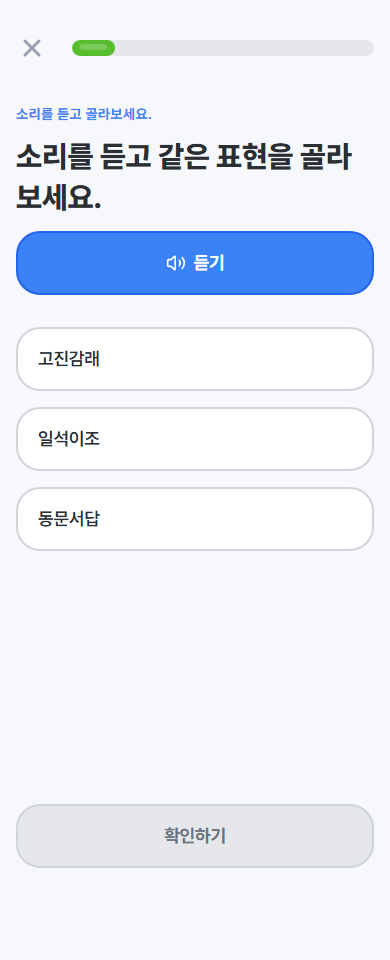 소리를 듣고 골라보세요.
소리를 듣고 같은 표현을 골라
보세요.
듣기
고진감래
일석이조
동문서답
확인하기